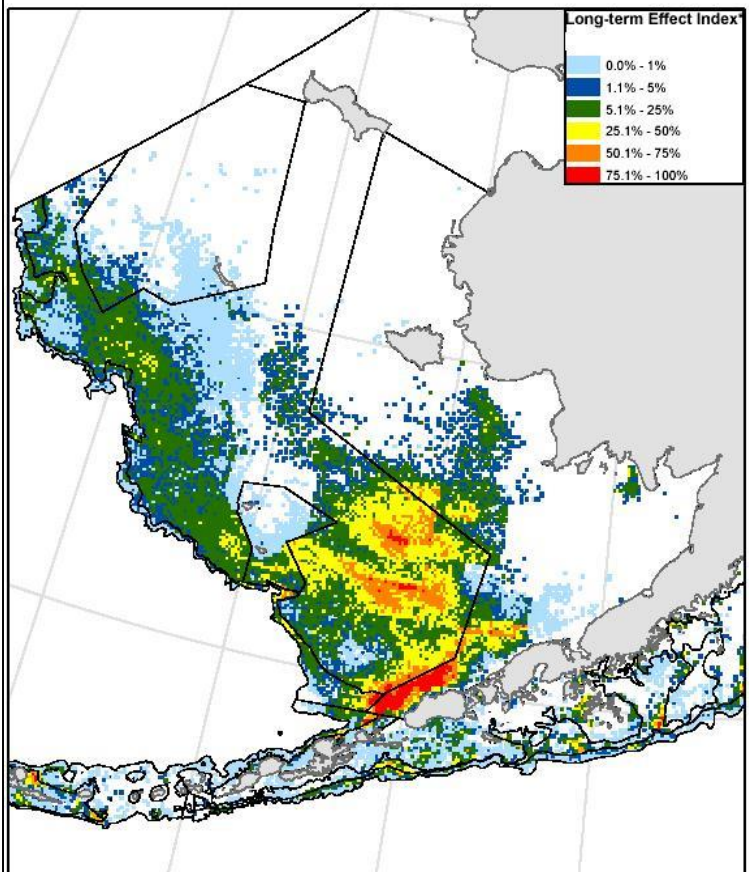 Long-term Effect Index*
0.0% - 1%
1.1% - 5%
5.1% - 25%
25.1% - 50%
50.1% - 75%
75.1% - 100%